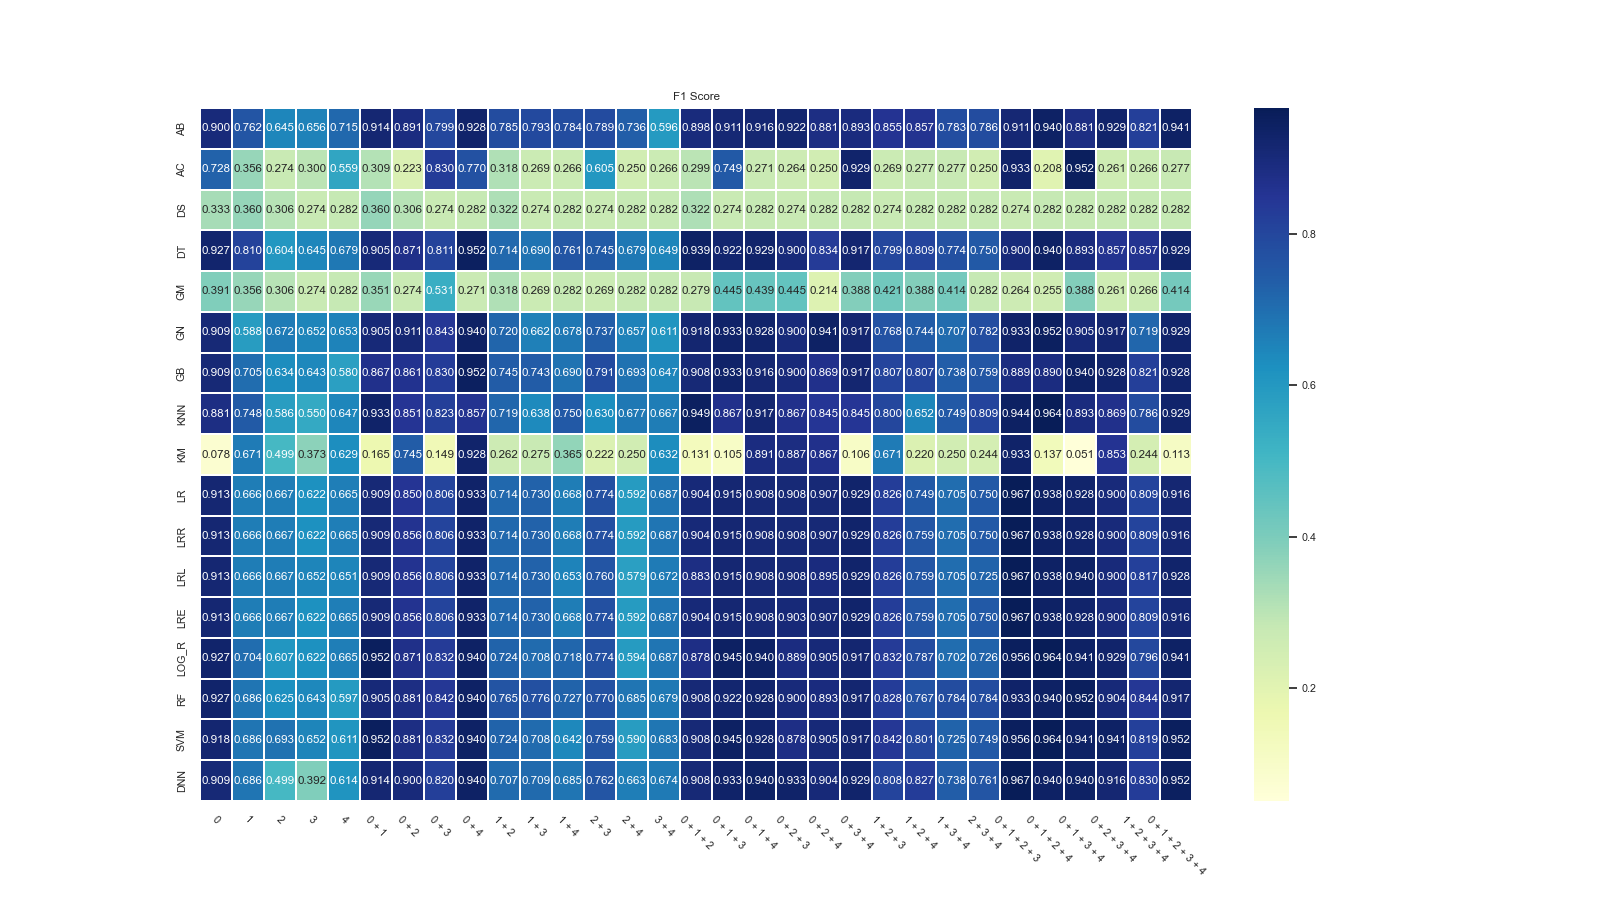 F1 Score
AB 0.900 0.762 0.645 0.656 0.715 0.914 0.891 0.799 0.928 0.785 0.793 0.784 0.789 0.736 0.596 0.898 0.911 0.916 0.922 0.881 0.893 0.855 0.857 0.783 0.786 0.911 0.940 0.881 0.929 0.821 0.941
AC 0.728 0.356 0.274 0.300 0.559 0.309 0.223 0.830 0.770 0.318 0.269 0.266 0.605 0.250 0.266 0.299 0.749 0.271 0.264 0.250 0.929 0.269 0.277 0.277 0.250 0.933 0.208 0.952 0.261 0.266 0.277
DS 0.333 0.360 0.306 0.274 0.282 0.360 0.306 0.274 0.282 0.322 0.274 0.282 0.274 0.282 0.282 0.322 0.274 0.282 0.274 0.282 0.282 0.274 0.282 0.282 0.282 0.274 0.282 0.282 0.282 0.282 0.282
DT 0.927 0.810 0.604 0.645 0.679 0.905 0.871 0.811 0.952 0.714 0.690 0.761 0.745 0.679 0.649 0.939 0.922 0.929 0.900 0.834 0.917 0.799 0.809 0.774 0.750 0.900 0.940 0.893 0.857 0.857 0.929
0.8
GM 0.391 0.356 0.306 0.274 0.282 0.351 0.274 0.531 0.271 0.318 0.269 0.282 0.269 0.282 0.282 0.279 0.445 0.439 0.445 0.214 0.388 0.421 0.388 0.414 0.282 0.264 0.255 0.388 0.261 0.266 0.414
GN 0.909 0.588 0.672 0.652 0.653 0.905 0.911 0.843 0.940 0.720 0.662 0.678 0.737 0.657 0.611 0.918 0.933 0.928 0.900 0.941 0.917 0.768 0.744 0.707 0.782 0.933 0.952 0.905 0.917 0.719 0.929
GB 0.909 0.705 0.634 0.643 0.580 0.867 0.861 0.830 0.952 0.745 0.743 0.690 0.791 0.693 0.647 0.908 0.933 0.916 0.900 0.869 0.917 0.807 0.807 0.738 0.759 0.889 0.890 0.940 0.928 0.821 0.928
0.6
KNN 0.881 0.748 0.586 0.550 0.647 0.933 0.851 0.823 0.857 0.719 0.638 0.750 0.630 0.677 0.667 0.949 0.867 0.917 0.867 0.845 0.845 0.800 0.652 0.749 0.809 0.944 0.964 0.893 0.869 0.786 0.929
KM 0.078 0.671 0.499 0.373 0.629 0.165 0.745 0.149 0.928 0.262 0.275 0.365 0.222 0.250 0.632 0.131 0.105 0.891 0.887 0.867 0.106 0.671 0.220 0.250 0.244 0.933 0.137 0.051 0.853 0.244 0.113
LR 0.913 0.666 0.667 0.622 0.665 0.909 0.850 0.806 0.933 0.714 0.730 0.668 0.774 0.592 0.687 0.904 0.915 0.908 0.908 0.907 0.929 0.826 0.749 0.705 0.750 0.967 0.938 0.928 0.900 0.809 0.916
LRR 0.913 0.666 0.667 0.622 0.665 0.909 0.856 0.806 0.933 0.714 0.730 0.668 0.774 0.592 0.687 0.904 0.915 0.908 0.908 0.907 0.929 0.826 0.759 0.705 0.750 0.967 0.938 0.928 0.900 0.809 0.916
0.4
LRL 0.913 0.666 0.667 0.652 0.651 0.909 0.856 0.806 0.933 0.714 0.730 0.653 0.760 0.579 0.672 0.883 0.915 0.908 0.908 0.895 0.929 0.826 0.759 0.705 0.725 0.967 0.938 0.940 0.900 0.817 0.928
LRE 0.913 0.666 0.667 0.622 0.665 0.909 0.856 0.806 0.933 0.714 0.730 0.668 0.774 0.592 0.687 0.904 0.915 0.908 0.903 0.907 0.929 0.826 0.759 0.705 0.750 0.967 0.938 0.928 0.900 0.809 0.916
LOG_R 0.927 0.704 0.607 0.622 0.665 0.952 0.871 0.832 0.940 0.724 0.708 0.718 0.774 0.594 0.687 0.878 0.945 0.940 0.889 0.905 0.917 0.832 0.787 0.702 0.726 0.956 0.964 0.941 0.929 0.796 0.941
RF 0.927 0.686 0.625 0.643 0.597 0.905 0.881 0.842 0.940 0.765 0.776 0.727 0.770 0.685 0.679 0.908 0.922 0.928 0.900 0.893 0.917 0.828 0.767 0.784 0.784 0.933 0.940 0.952 0.904 0.844 0.917
0.2
SVM 0.918 0.686 0.693 0.652 0.611 0.952 0.881 0.832 0.940 0.724 0.708 0.642 0.759 0.590 0.683 0.908 0.945 0.928 0.878 0.905 0.917 0.842 0.801 0.725 0.749 0.956 0.964 0.941 0.941 0.819 0.952
DNN 0.909 0.686 0.499 0.392 0.614 0.914 0.900 0.820 0.940 0.707 0.709 0.685 0.762 0.663 0.674 0.908 0.933 0.940 0.933 0.904 0.929 0.808 0.827 0.738 0.761 0.967 0.940 0.940 0.916 0.830 0.952
0
1
2
3
4
0 + 1
0 + 2
0 + 3
0 + 4
1 + 2
1 + 3
1 + 4
2 + 3
2 + 4
3 + 4
0 + 1 + 2
0 + 1 + 3
0 + 1 + 4
0 + 2 + 3
0 + 2 + 4
0 + 3 + 4
1 + 2 + 3
1 + 2 + 4
1 + 3 + 4
2 + 3 + 4
0 + 1 + 2 + 3
0 + 1 + 2 + 4
0 + 1 + 3 + 4
0 + 2 + 3 + 4
1 + 2 + 3 + 4
0 + 1 + 2 + 3 + 4